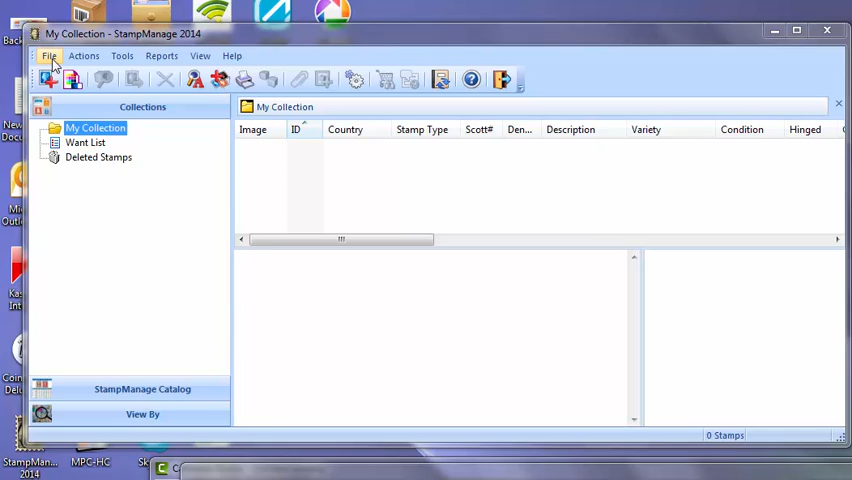 My Collection - StampManage 2014
File Actions Tools Reports View Help
Collections
My Collection
Image ID Country Stamp Type Scott# Den... Description Variety Condition Hinged
My Collection
Want List
Deleted Stamps
StampManage Catalog
View By
0 Stamps
StampMan...
2014
MPC-HC